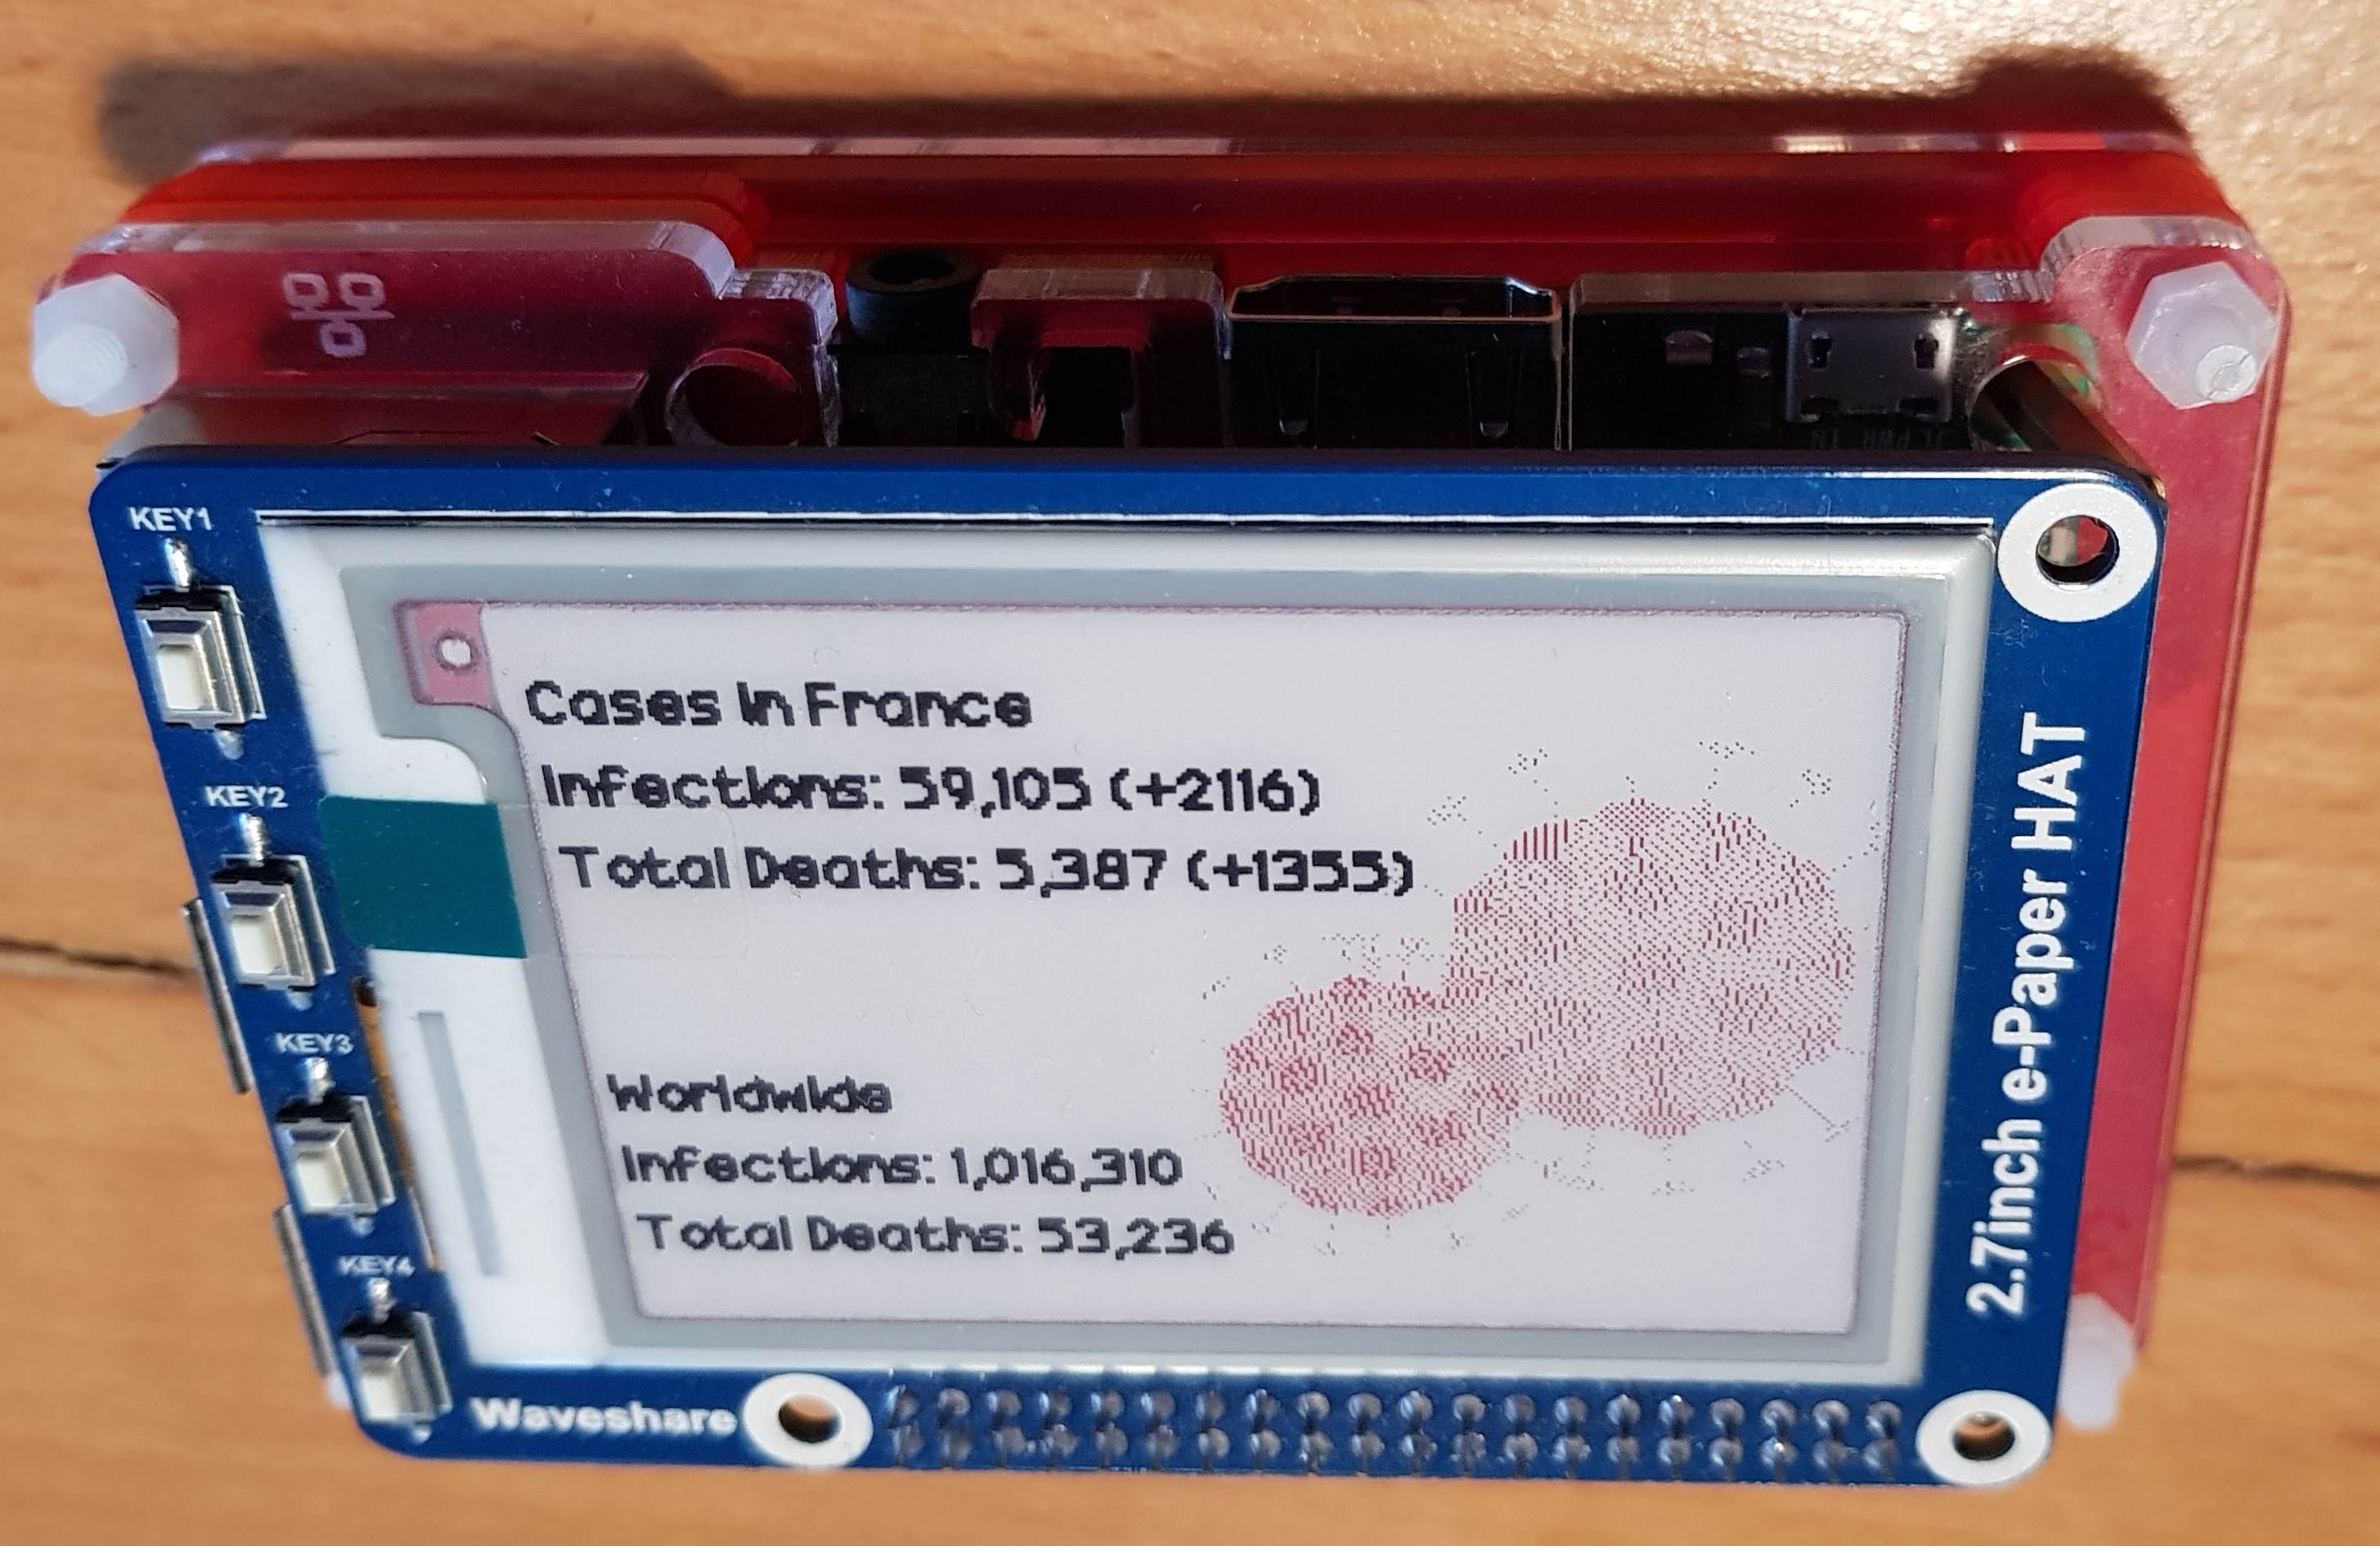 KEY1
KEY2
KEY3
KEY4
Cases in France
Infections: 59,105 (+2116)
Total Deaths: 5,387 (+1355)
Worldwide
Infections: 1,016,310
Total Deaths: 53,236
Waveshare
2.7inch e-Paper HAT